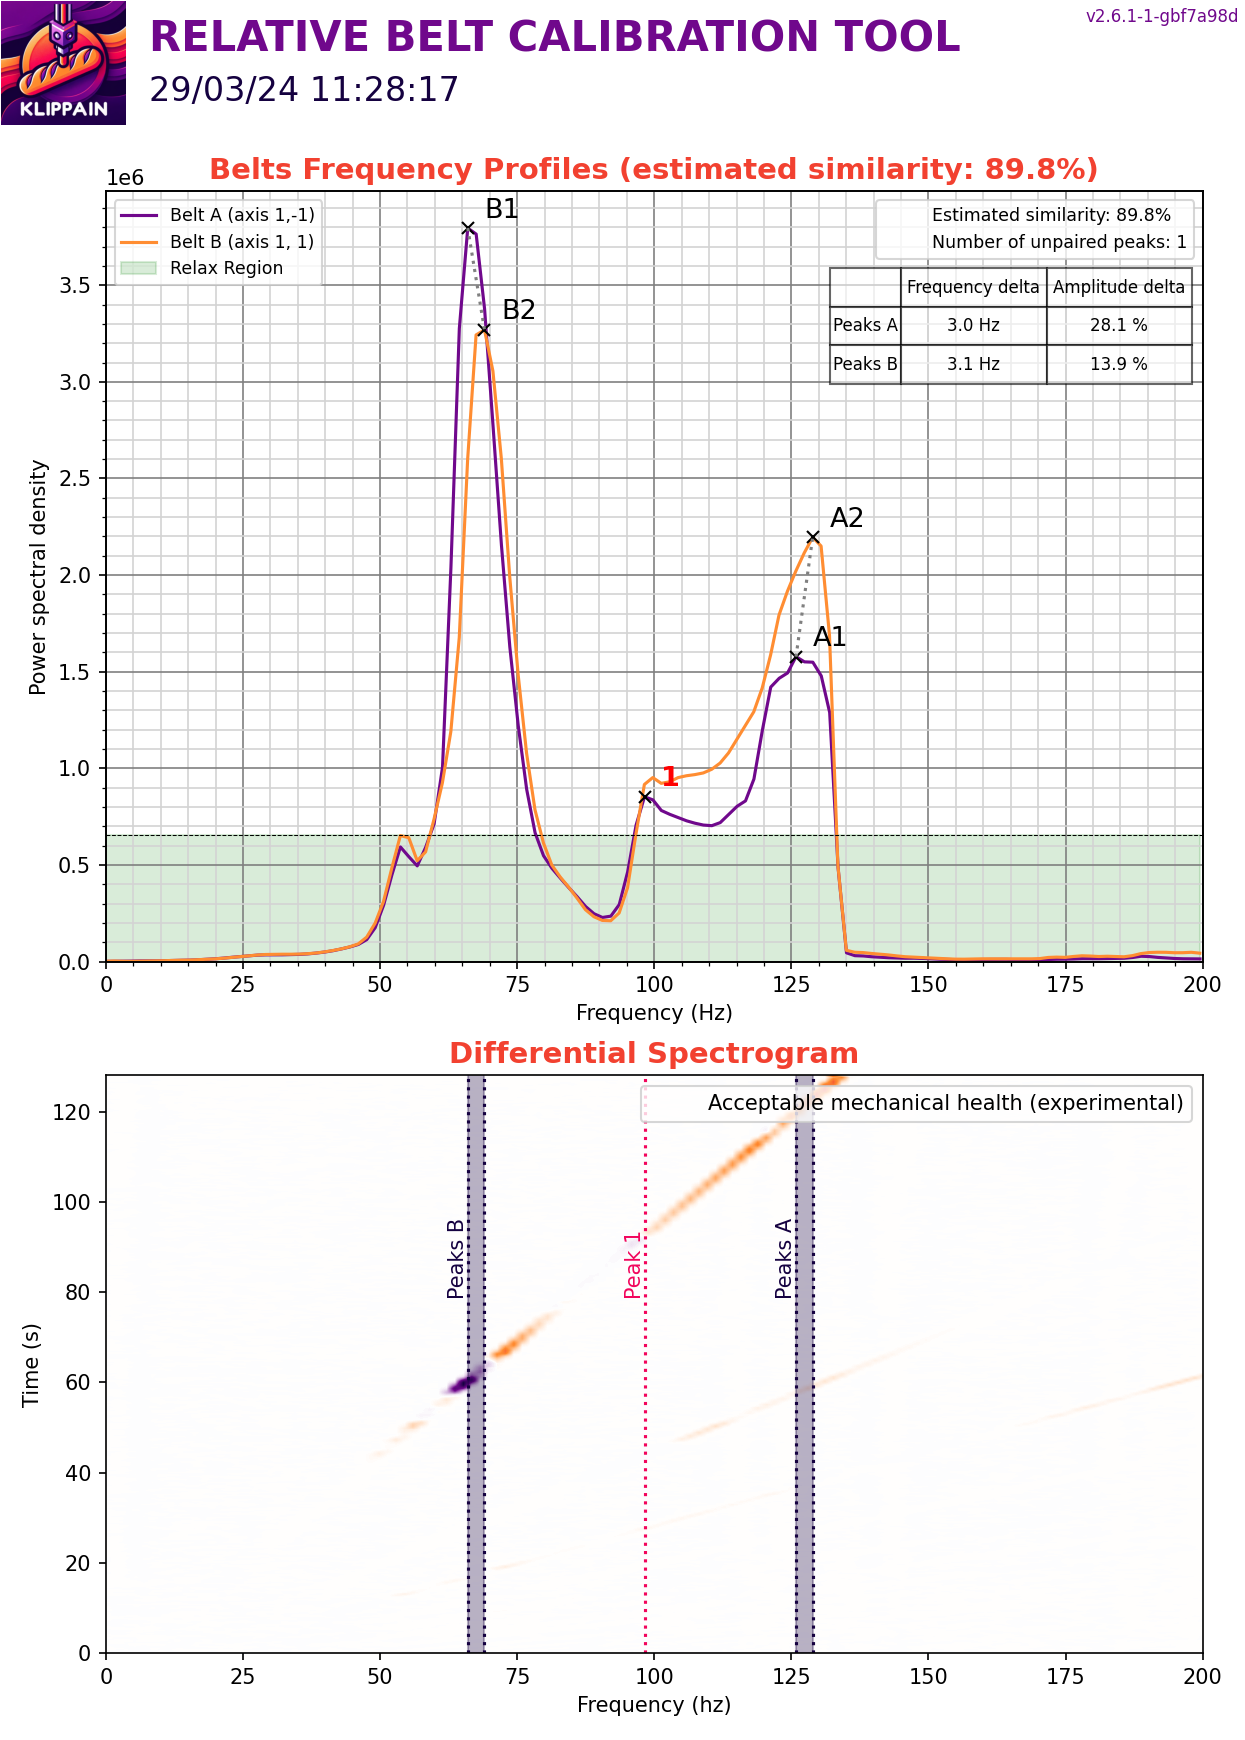 v2.6.1-1-gbf7a98d
RELATIVE BELT CALIBRATION TOOL
29/03/24 11:28:17
KLIPPAIN
Belts Frequency Profiles (estimated similarity: 89.8%)
1e6
Belt A (axis 1,-1)
Belt B (axis 1, 1)
Relax Region
Estimated similarity: 89.8%
Number of unpaired peaks: 1
Frequency delta Amplitude delta
Peaks A 3.0 Hz 28.1 %
Peaks B 3.1 Hz 13.9 %
B1
B2
A2
A1
1
3.5
3.0
2.5
2.0
1.5
1.0
0.5
0.0
Power spectral density
0 25 50 75 100 125 150 175 200
Frequency (Hz)
Differential Spectrogram
Acceptable mechanical health (experimental)
Peaks B
Peak 1
Peaks A
120
100
80
60
40
20
0
Time (s)
0 25 50 75 100 125 150 175 200
Frequency (hz)